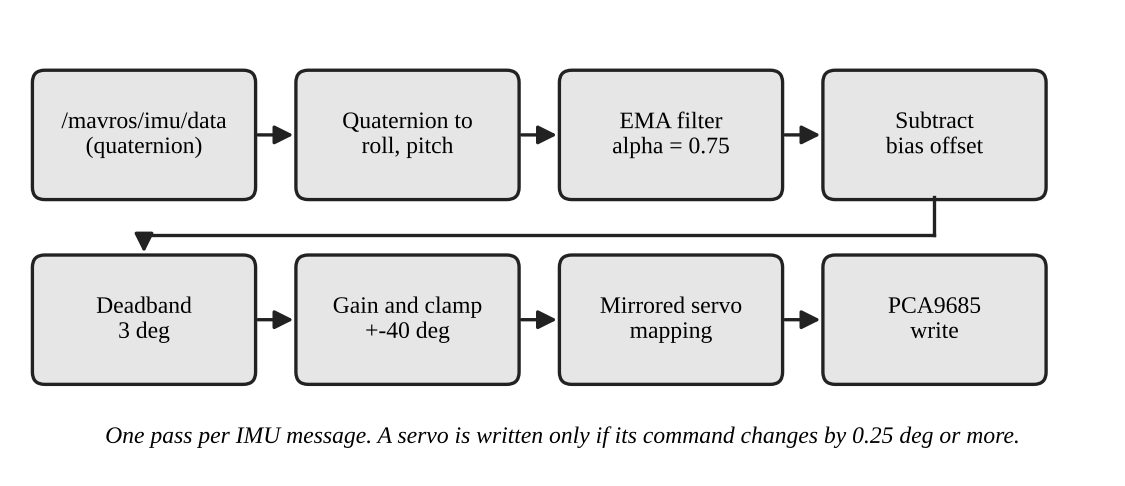 /mavros/imu/data
(quaternion)
Quaternion to
roll, pitch
EMA filter
alpha = 0.75
Subtract
bias offset
Deadband
3 deg
Gain and clamp
+-40 deg
Mirrored servo
mapping
PCA9685
write
One pass per IMU message. A servo is written only if its command changes by 0.25 deg or more.